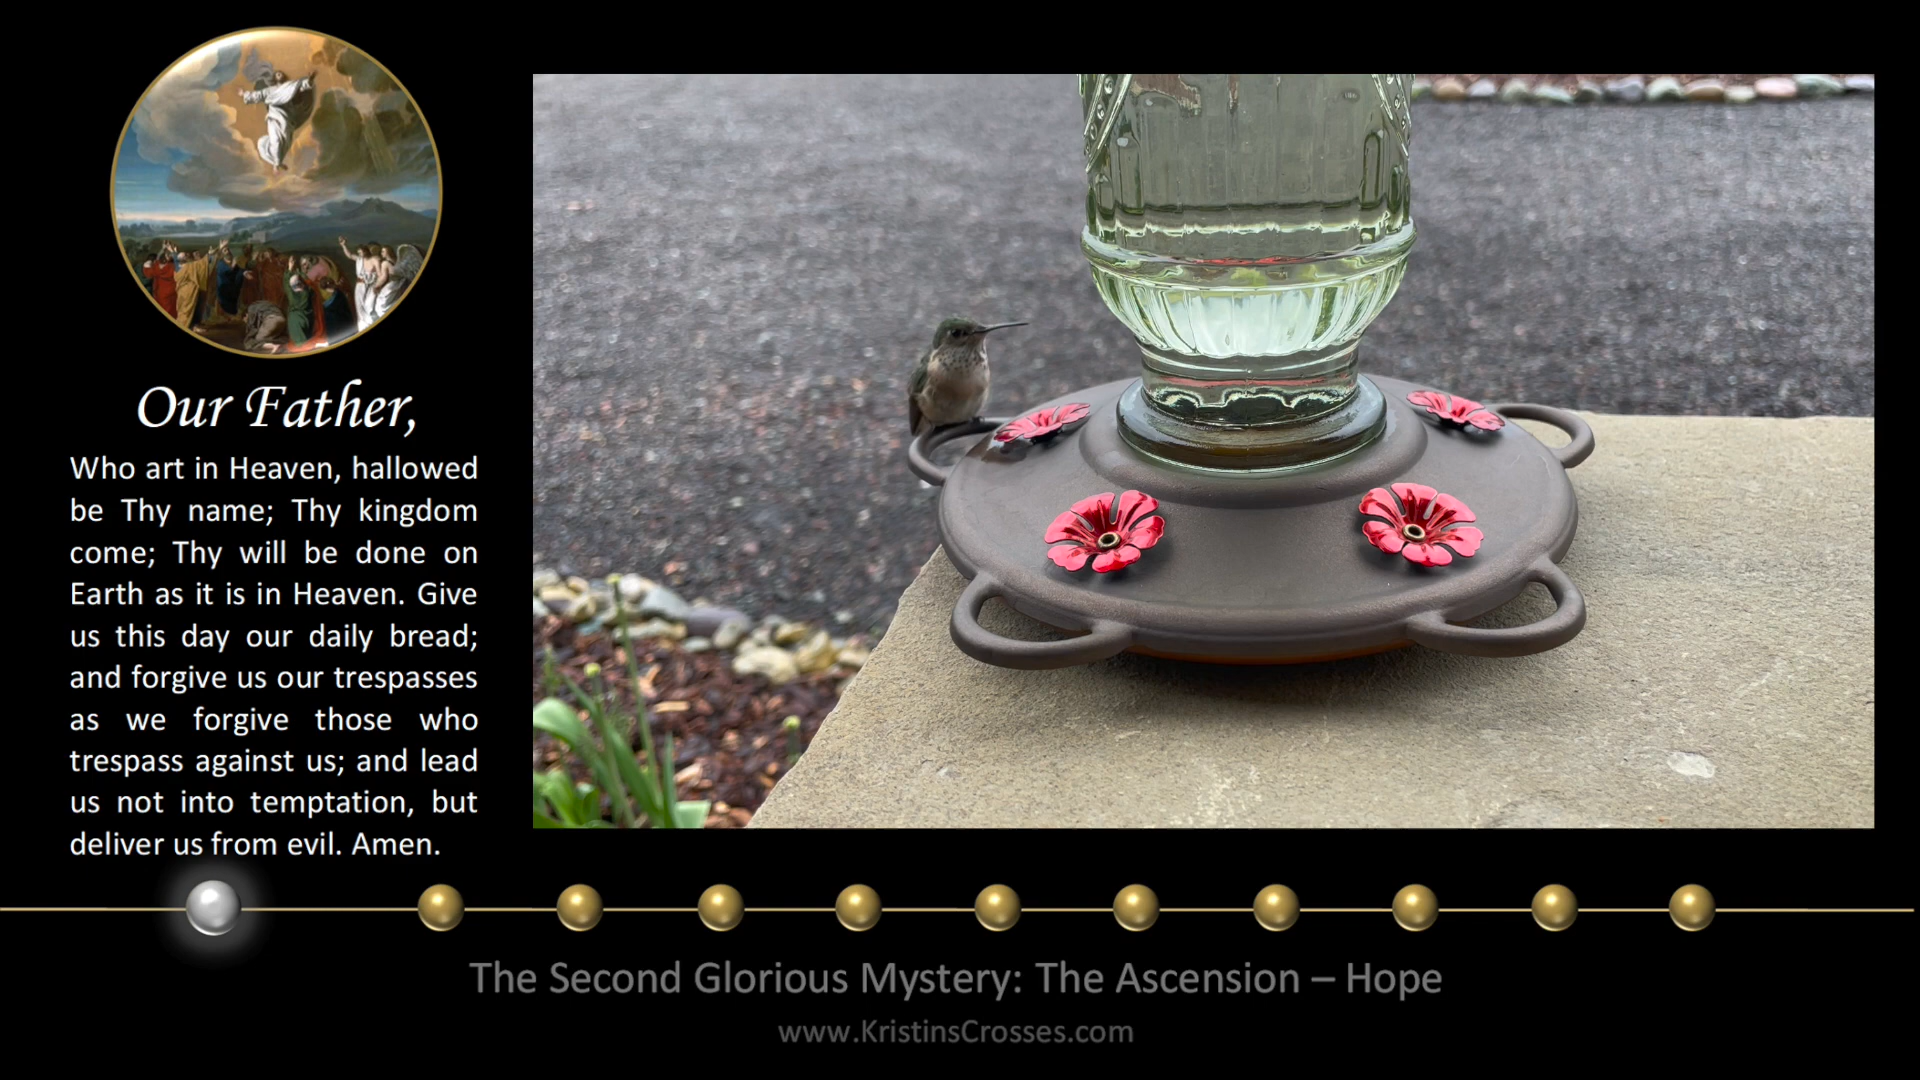 Our Father,
Who art in Heaven, hallowed
be Thy name; Thy kingdom
come; Thy will be done on
Earth as it is in Heaven. Give
us this day our daily bread;
and forgive us our trespasses
as we forgive those who
trespass against us; and lead
us not into temptation, but
deliver us from evil. Amen.
The Second Glorious Mystery: The Ascension – Hope
www.KristinsCrosses.com